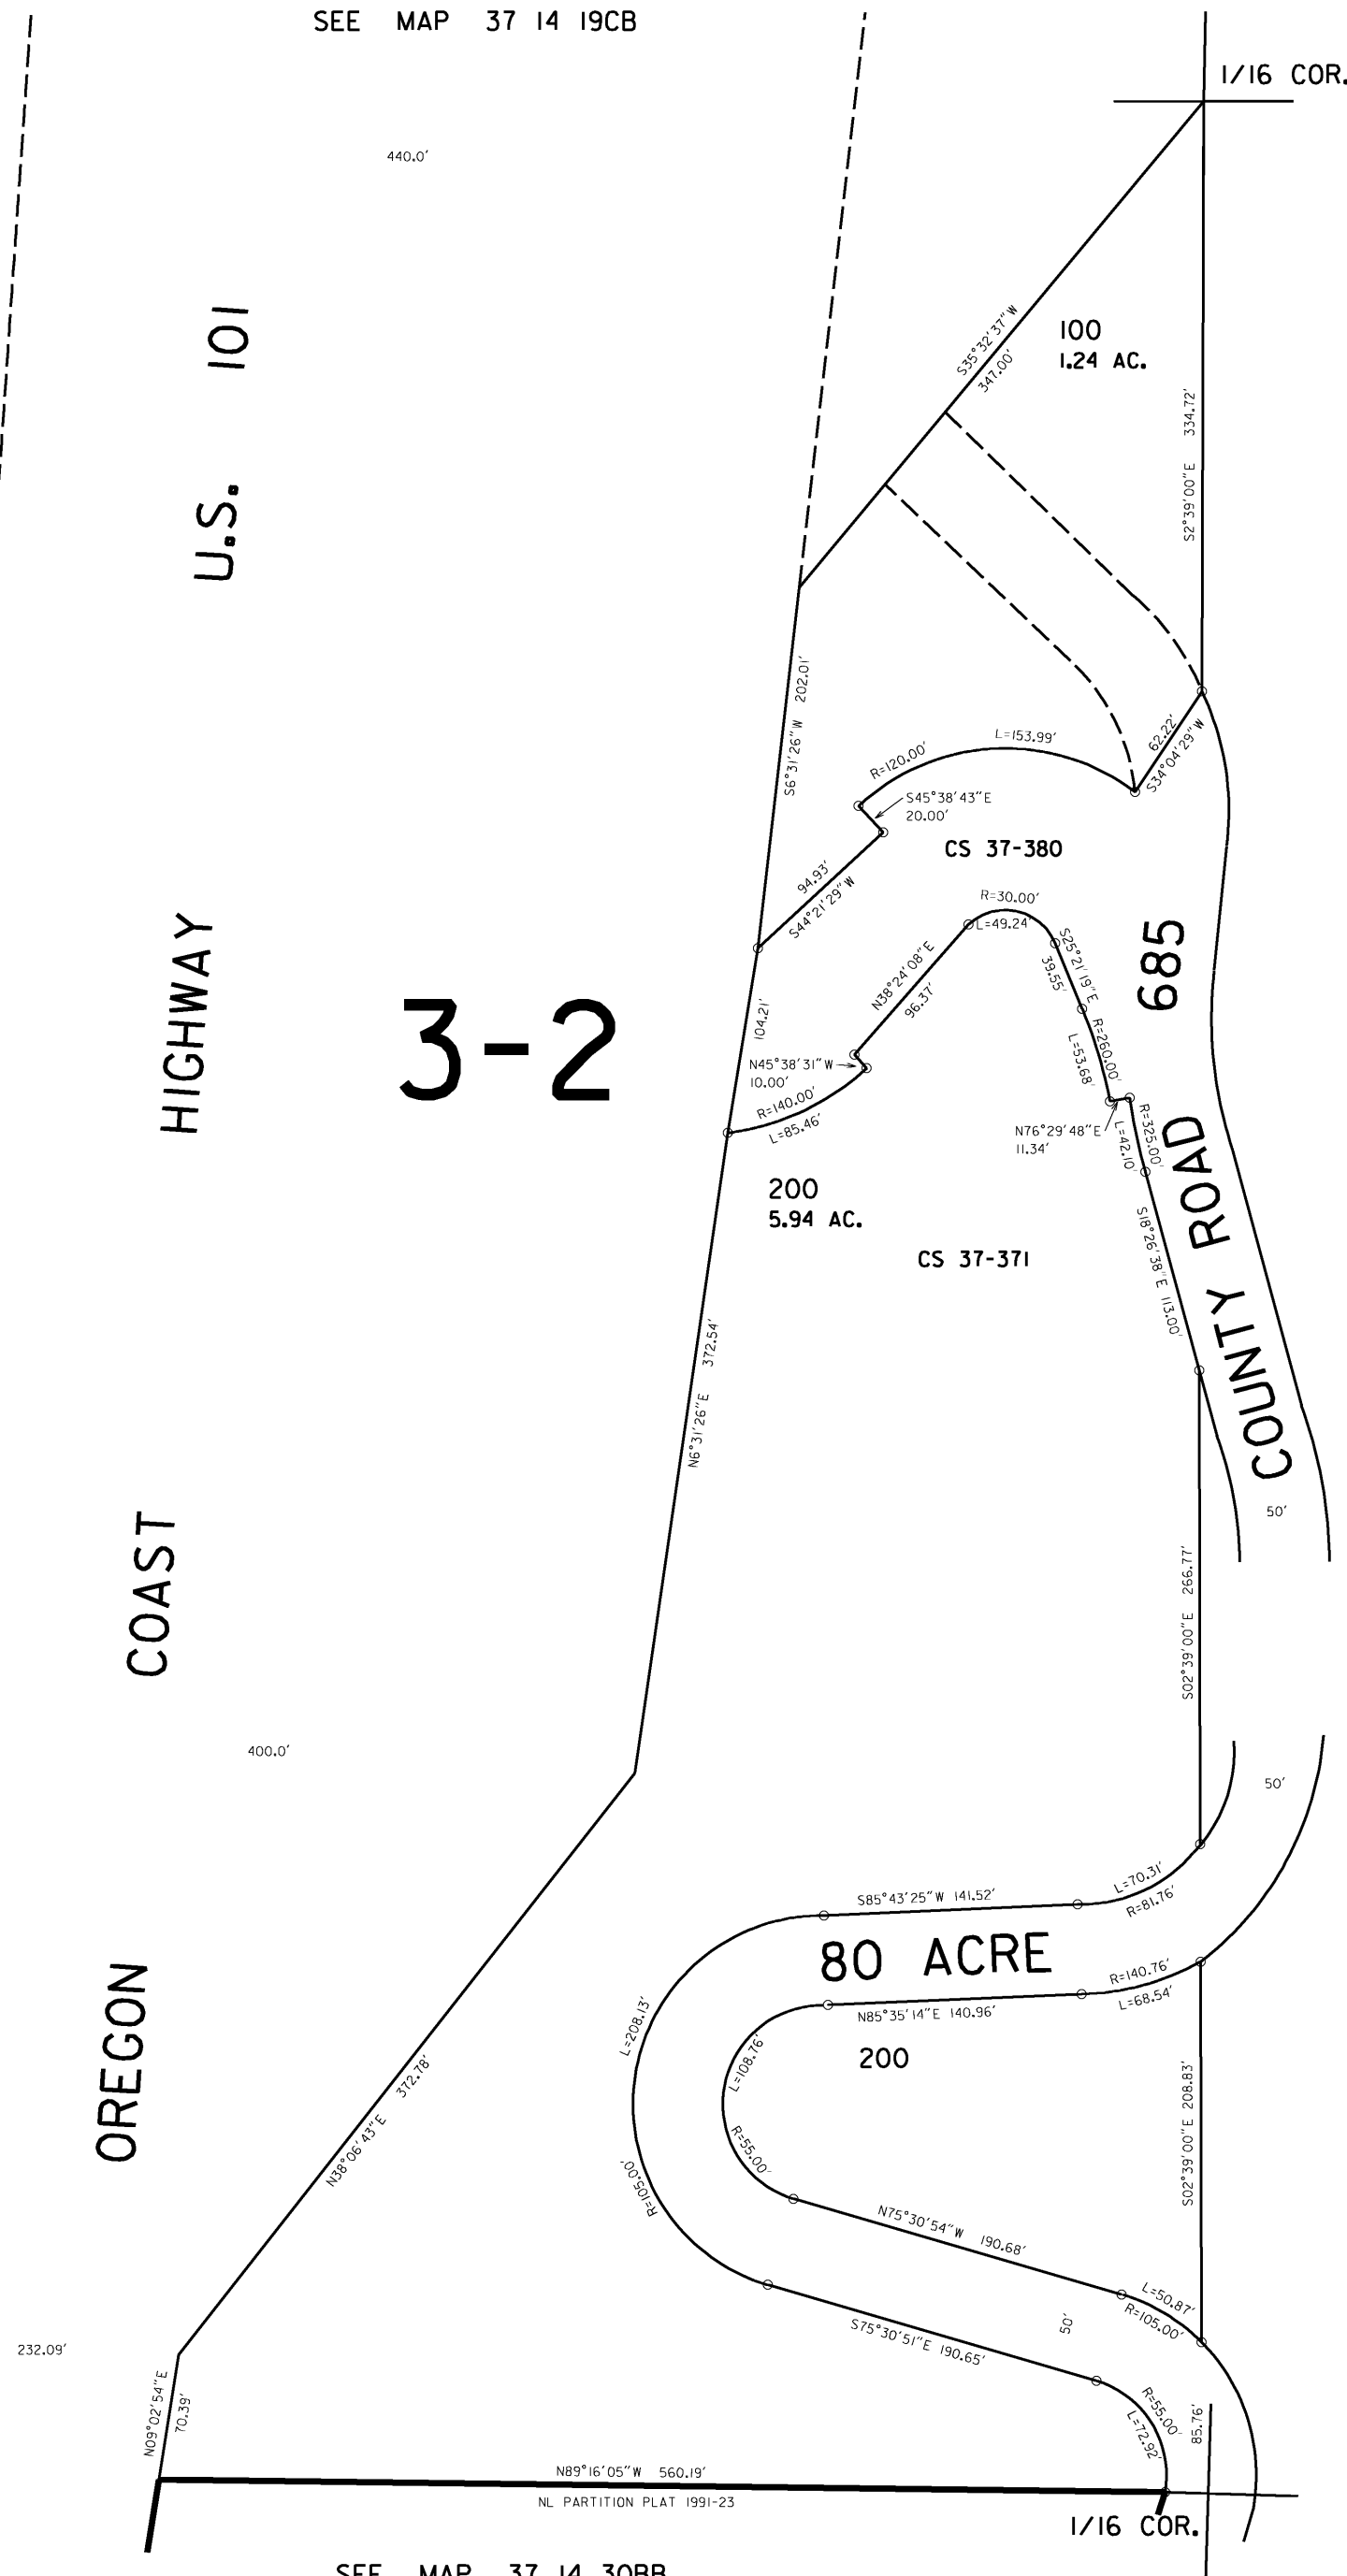 SEE MAP 37 14 19CB
1/16 COR.
440.0'
U.S. 101
S35°32'37"W
347.00'
100
1.24 AC.
S2°39'00"E 334.72'
S6°31'26"W 202.01'
R=120.00'
L=153.99'
62.22'
S34°04'29"W
S45°38'43"E
20.00'
CS 37-380
94.93'
S44°21'29"W
R=30.00'
L=49.24'
HIGHWAY
3-2
104.21'
N38°24'08"E
96.37'
S25°21'19"E
39.55'
685
N45°38'31"W
10.00'
R=260.00'
L=53.68'
R=140.00'
L=85.46'
N76°29'48"E
11.34'
R=325.00'
L=42.10'
200
5.94 AC.
CS 37-371
S18°26'38"E 113.00'
COUNTY ROAD
N6°31'26"E 372.54'
50'
COAST
S02°39'00"E 266.77'
400.0'
50'
S85°43'25"W 141.52'
L=70.31'
R=81.76'
80 ACRE
R=140.76'
L=68.54'
N85°35'14"E 140.96'
200
OREGON
N38°06'43"E 372.78'
L=208.13'
R=105.00'
L=108.76'
R=55.00'
S02°39'00"E 208.83'
N75°30'54"W 190.68'
L=50.87'
R=105.00'
50'
S75°30'51"E 190.65'
232.09'
N09°02'54"E
70.39'
R=55.00'
L=72.92'
85.76'
N89°16'05"W 560.19'
NL PARTITION PLAT 1991-23
1/16 COR.
SEE MAP 37 14 30BB